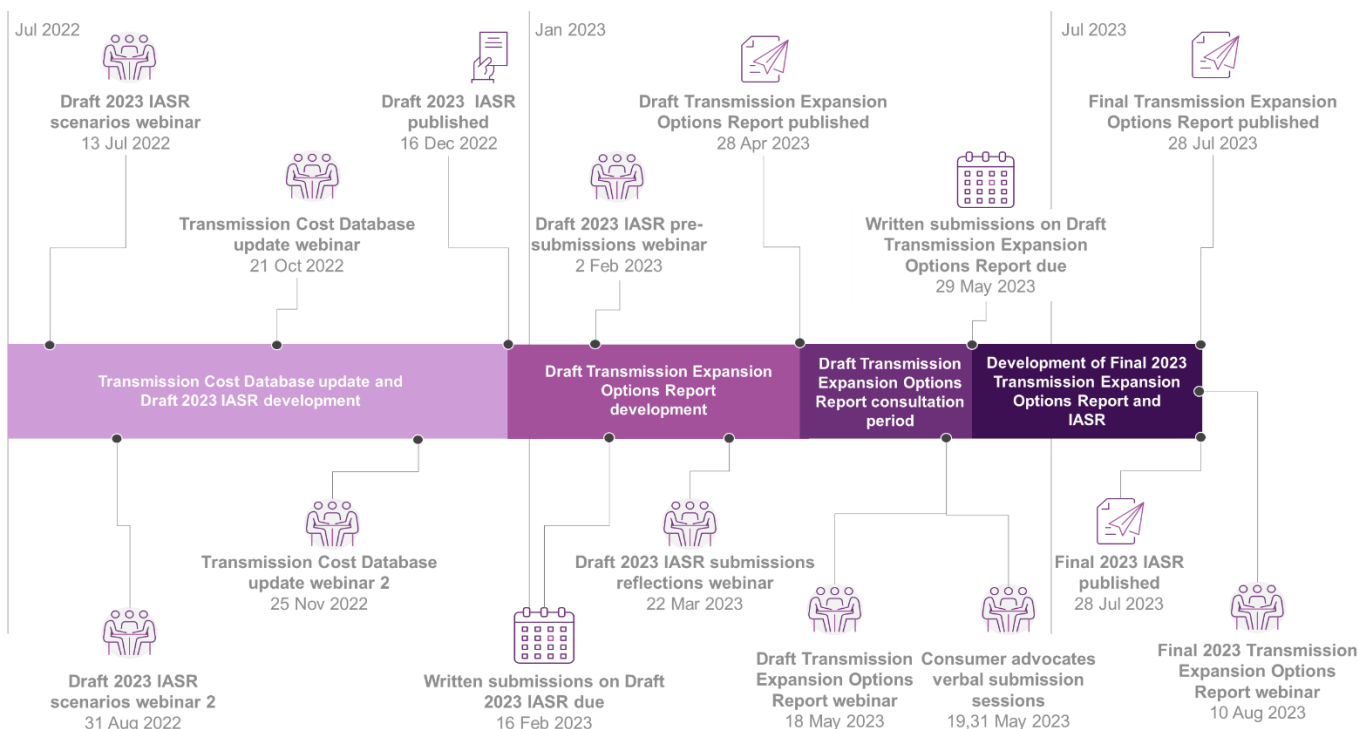 Jul 2022
Jan 2023
Jul 2023
Draft 2023 IASR
scenarios webinar
13 Jul 2022
Draft 2023 IASR
published
16 Dec 2022
Draft Transmission Expansion
Options Report published
28 Apr 2023
Final Transmission Expansion
Options Report published
28 Jul 2023
Transmission Cost Database
update webinar
21 Oct 2022
Draft 2023 IASR pre-
submissions webinar
2 Feb 2023
Written submissions on Draft
Transmission Expansion
Options Report due
29 May 2023
Transmission Cost Database update and
Draft 2023 IASR development
Draft Transmission Expansion
Options Report
development
Draft Transmission
Expansion Options
Report consultation
period
Development of Final 2023
Transmission Expansion
Options Report and
IASR
Transmission Cost Database
update webinar 2
25 Nov 2022
Draft 2023 IASR submissions
reflections webinar
22 Mar 2023
Final 2023 IASR
published
28 Jul 2023
Draft 2023 IASR
scenarios webinar 2
31 Aug 2022
Written submissions on Draft
2023 IASR due
16 Feb 2023
Draft Transmission
Expansion Options
Report webinar
18 May 2023
Consumer advocates
verbal submission
sessions
19,31 May 2023
Final 2023 Transmission
Expansion Options
Report webinar
10 Aug 2023